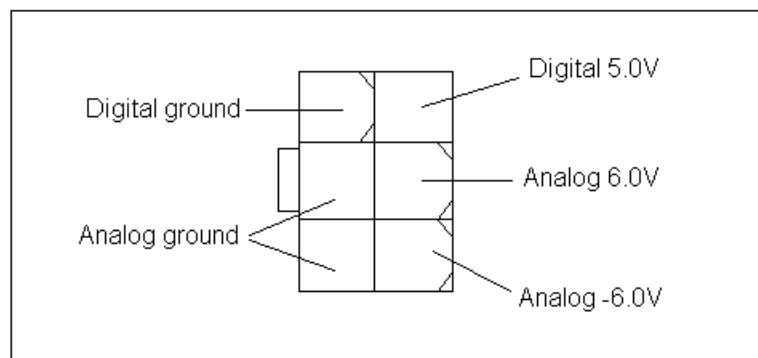 Digital 5.0V
Digital ground
Analog 6.0V
Analog ground
Analog -6.0V